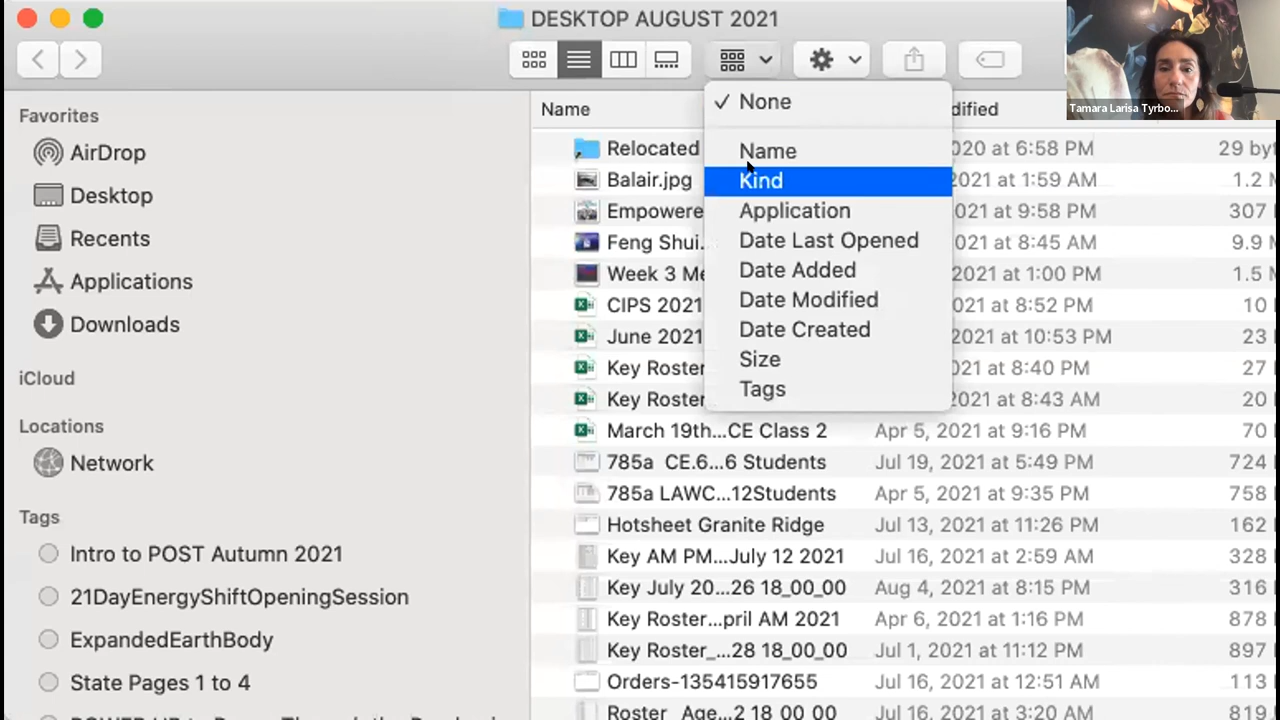 DESKTOP AUGUST 2021
Tamara Larisa Tyrbo...
Favorites
AirDrop
Desktop
Recents
Applications
Downloads
iCloud
Locations
Network
Tags
Intro to POST Autumn 2021
21DayEnergyShiftOpeningSession
ExpandedEarthBody
State Pages 1 to 4
Name
dified
None
Name
Kind
Application
Date Last Opened
Date Added
Date Modified
Date Created
Size
Tags
Relocated 020 at 6:58 PM 29 byt
Balair.jpg 2021 at 1:59 AM 1.2 M
Empowere 021 at 9:58 PM 307
Feng Shui. 2021 at 8:45 AM 9.9 M
Week 3 Me 2021 at 1:00 PM 1.5 M
CIPS 2021 2021 at 8:52 PM 10
June 2021 2021 at 10:53 PM 23
Key Roster 021 at 8:40 PM 27
Key Roster 2021 at 8:43 AM 20
March 19th...CE Class 2 Apr 5, 2021 at 9:16 PM 70
785a CE.6...6 Students Jul 19, 2021 at 5:49 PM 724
785a LAWC...12Students Apr 5, 2021 at 9:35 PM 758
Hotsheet Granite Ridge Jul 13, 2021 at 11:26 PM 162
Key AM PM...July 12 2021 Jul 16, 2021 at 2:59 AM 328
Key July 20...26 18_00_00 Aug 4, 2021 at 8:15 PM 316
Key Roster...pril AM 2021 Apr 6, 2021 at 1:16 PM 878
Key Roster_...28 18_00_00 Jul 1, 2021 at 11:12 PM 897
Orders-135415917655 Jul 16, 2021 at 12:51 AM 113
Roster_Age...2 18_00_00 Jul 16, 2021 at 3:20 AM 819